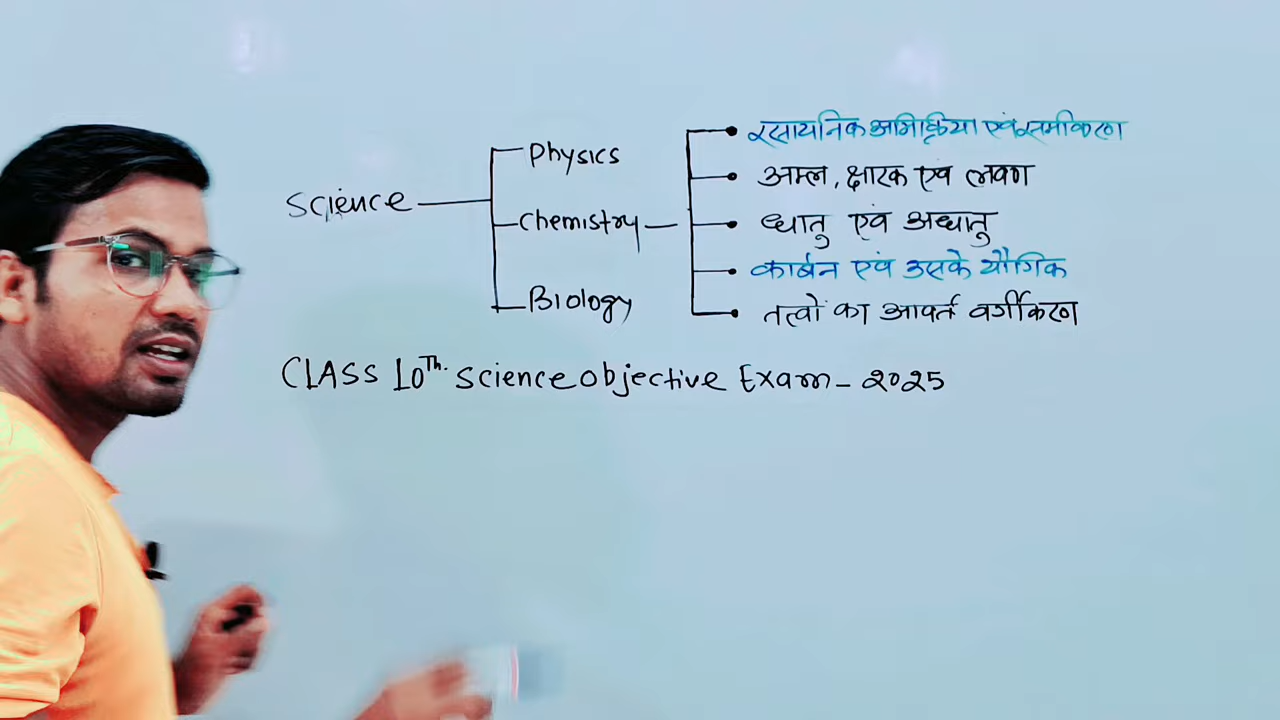 Science
Physics
Chemistry
Biology
रसायनिक अभिक्रिया एवं समीकरण
अम्ल, क्षारक एवं लवण
धातु एवं अधातु
कार्बन एवं उसके यौगिक
तत्वों का आवर्त वर्गीकरण
CLASS 10Th. Science objective Exam - 2025